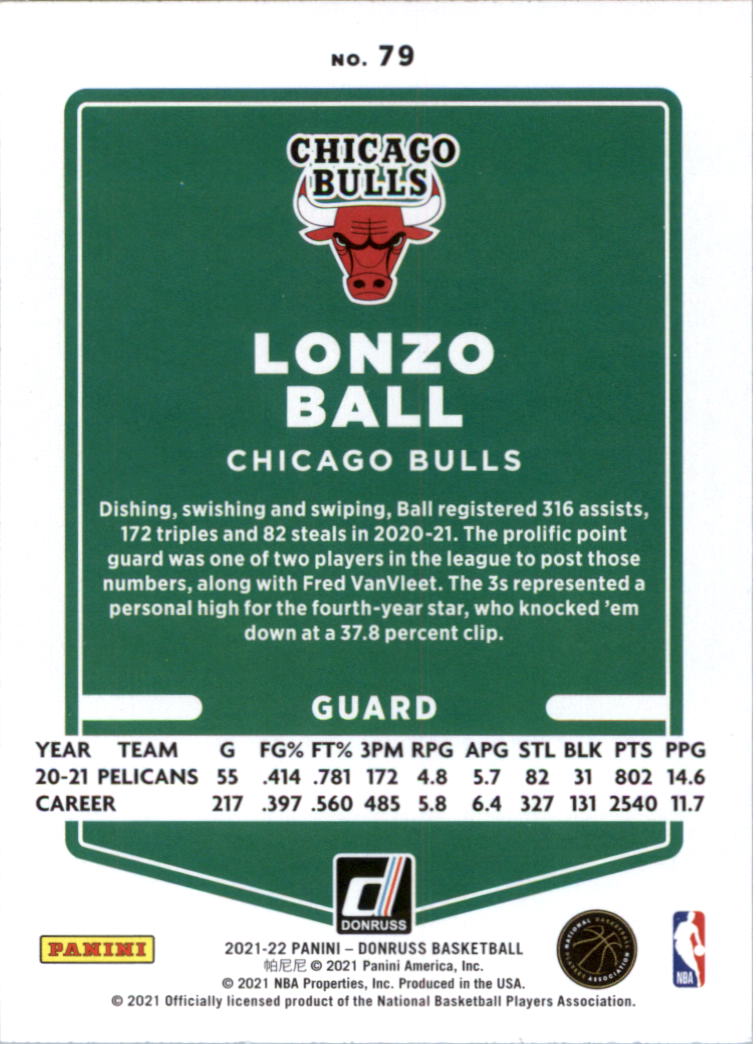 NO. 79
CHICAGO
BULLS
LONZO
BALL
CHICAGO BULLS
Dishing, swishing and swiping, Ball registered 316 assists,
172 triples and 82 steals in 2020-21. The prolific point
guard was one of two players in the league to post those
numbers, along with Fred VanVleet. The 3s represented a
personal high for the fourth-year star, who knocked 'em
down at a 37.8 percent clip.
GUARD
YEAR TEAM G FG% FT% 3PM RPG APG STL BLK PTS PPG
20-21 PELICANS 55 .414 .781 172 4.8 5.7 82 31 802 14.6
CAREER 217 .397 .560 485 5.8 6.4 327 131 2540 11.7
d
DONRUSS
PANINI
2021-22 PANINI – DONRUSS BASKETBALL
帕尼尼 © 2021 Panini America, Inc.
© 2021 NBA Properties, Inc. Produced in the USA.
© 2021 Officially licensed product of the National Basketball Players Association.
NATIONAL BASKETBALL
PLAYERS ASSOCIATION
NBA